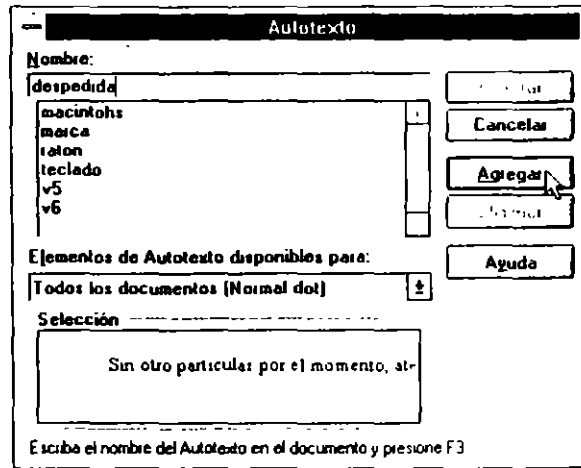 Autotexto
Nombre:
despedida
macintohs
marca
raton
teclado
v5
v6
Cancelar
Agregar
Ayuda
Elementos de Autotexto disponibles para:
Todos los documentos (Normal dot)
Selección
Sin otro particular por el momento, at-
Escriba el nombre del Autotexto en el documento y presione F3